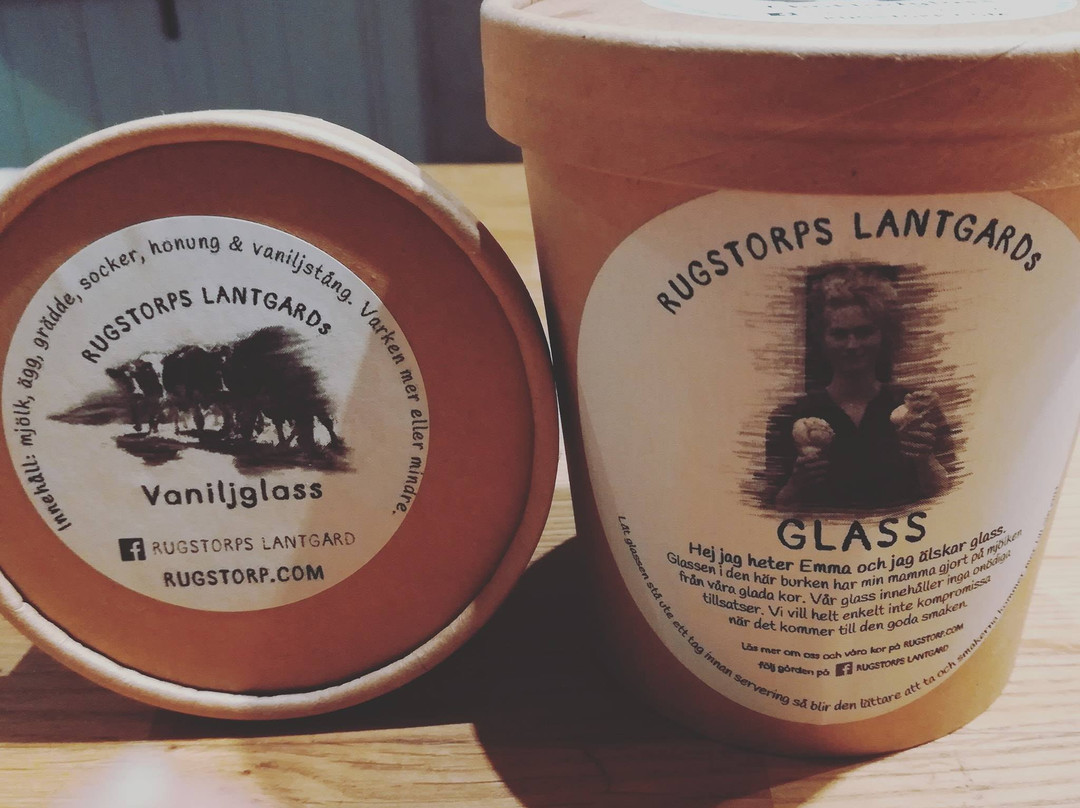 Innehåll: mjölk, ägg, grädde, socker, honung & vaniljstång. Varken mer eller mindre.
RUGSTORPS LANTGARDS
Vaniljglass
RUGSTORPS LANTGARD
RUGSTORP.COM
RUGSTORPS LANTGARDS
GLASS
Hej jag heter Emma och jag älskar glass.
Glassen i den här burken har min mamma gjort på mjölken
från våra glada kor. Vår glass innehåller inga onödiga
tillsatser. Vi vill helt enkelt inte kompromissa
när det kommer till den goda smaken.
Läs mer om oss och våra kor på RUGSTORP.COM
följ gården på RUGSTORPS LANTGARD
Låt glassen stå ute ett tag innan servering så blir den lättare att ta och smakerna